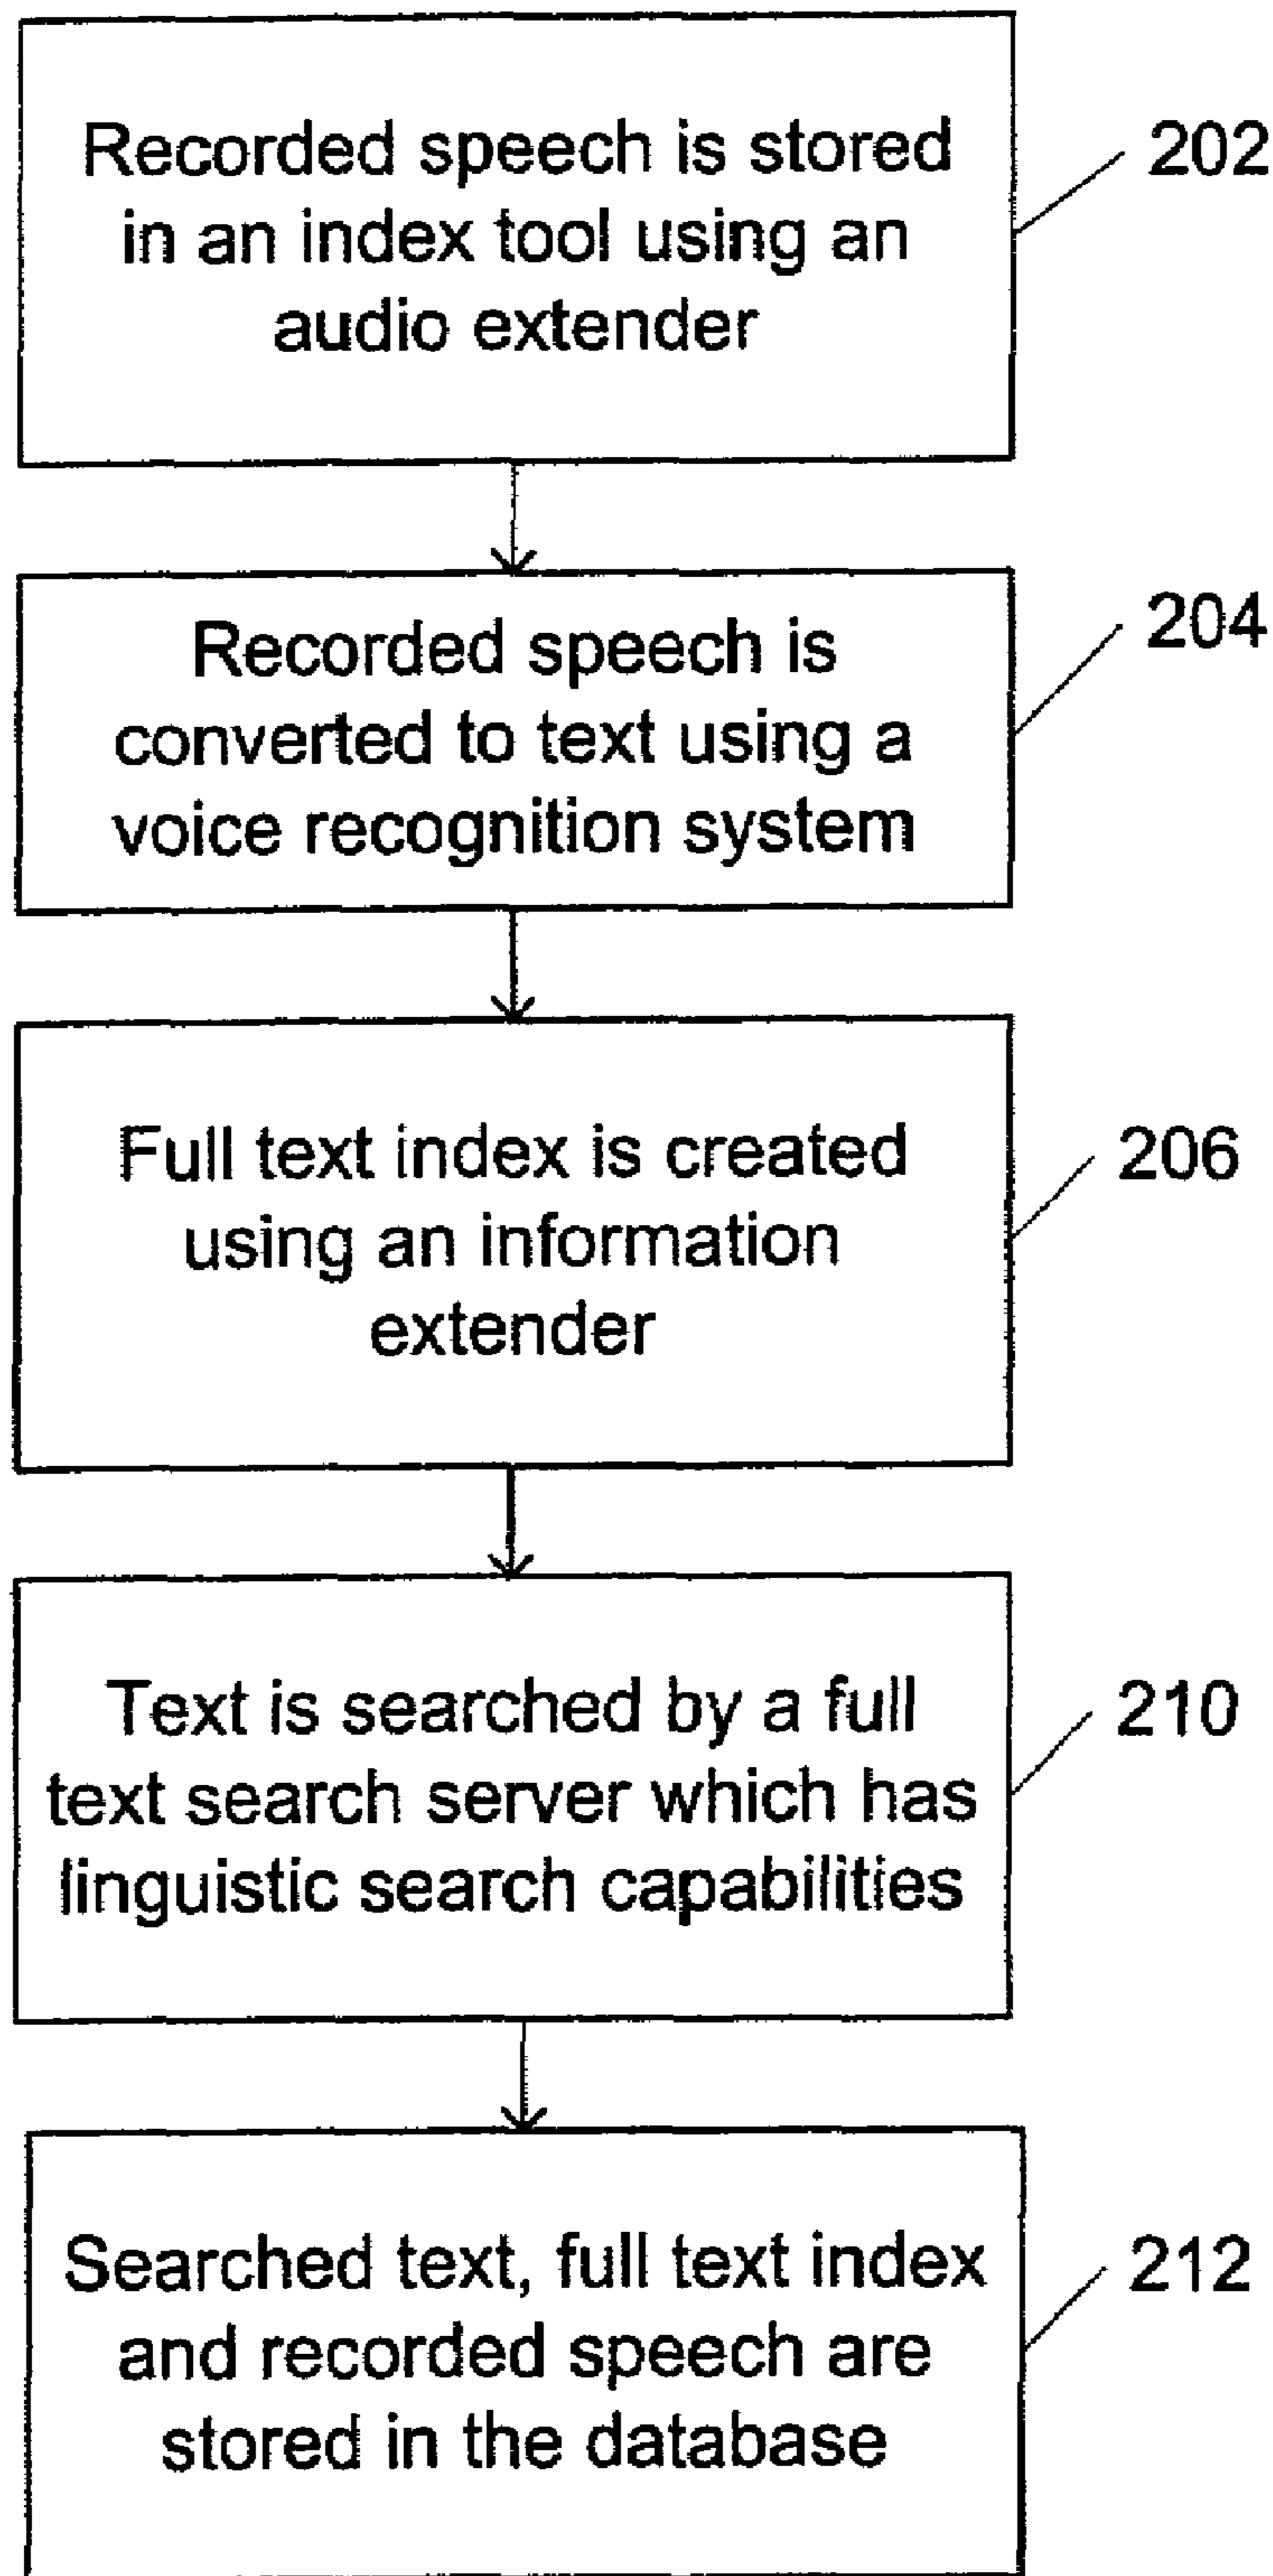 Recorded speech is stored
in an index tool using an
audio extender
202
Recorded speech is
converted to text using a
voice recognition system
204
Full text index is created
using an information
extender
206
Text is searched by a full
text search server which has
linguistic search capabilities
210
Searched text, full text index
and recorded speech are
stored in the database
212